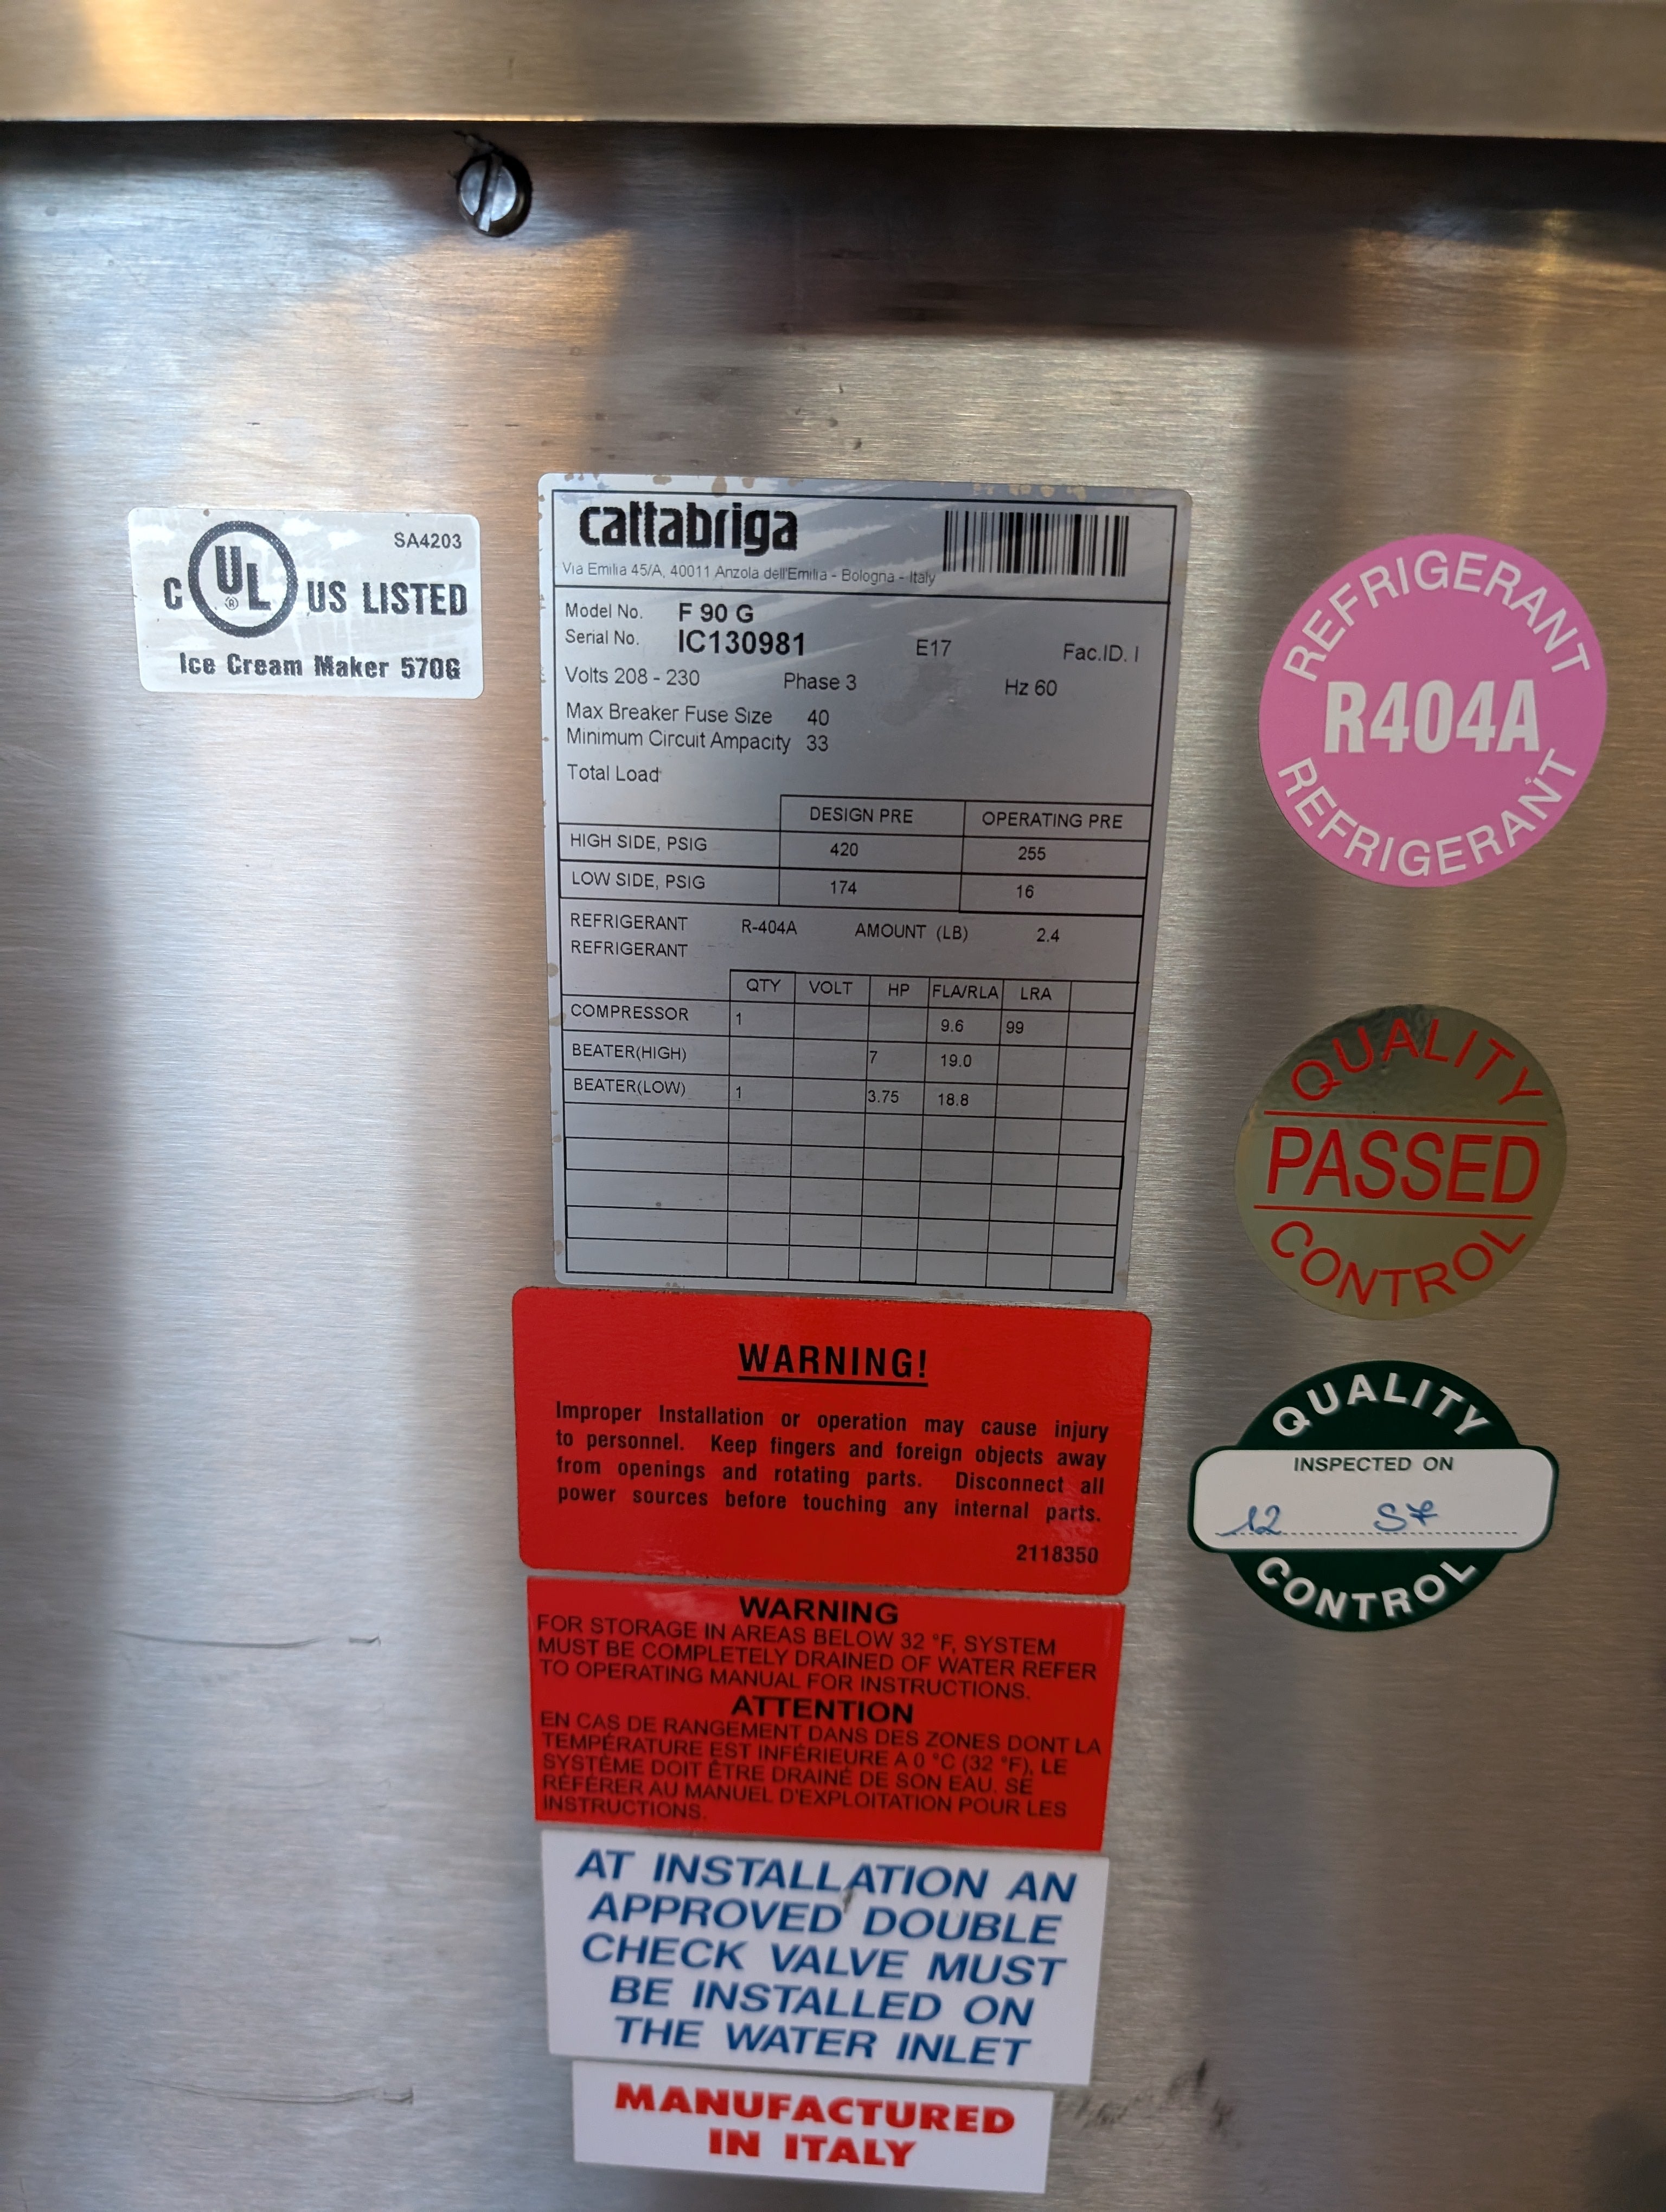 SA4203
C UL ® US LISTED
Ice Cream Maker 570G
cattabriga
Via Emilia 45/A, 40011 Anzola dell'Emilia - Bologna - Italy
Model No. F 90 G
Serial No. IC130981 E17 Fac.ID. I
Volts 208 - 230 Phase 3 Hz 60
Max Breaker Fuse Size 40
Minimum Circuit Ampacity 33
Total Load
DESIGN PRE OPERATING PRE
HIGH SIDE, PSIG 420 255
LOW SIDE, PSIG 174 16
REFRIGERANT R-404A AMOUNT (LB) 2.4
REFRIGERANT
QTY VOLT HP FLA/RLA LRA
COMPRESSOR 1 9.6 99
BEATER(HIGH) 7 19.0
BEATER(LOW) 1 3.75 18.8
WARNING!
Improper Installation or operation may cause injury
to personnel. Keep fingers and foreign objects away
from openings and rotating parts. Disconnect all
power sources before touching any internal parts.
2118350
WARNING
FOR STORAGE IN AREAS BELOW 32 °F, SYSTEM
MUST BE COMPLETELY DRAINED OF WATER REFER
TO OPERATING MANUAL FOR INSTRUCTIONS.
ATTENTION
EN CAS DE RANGEMENT DANS DES ZONES DONT LA
TEMPÉRATURE EST INFÉRIEURE A 0 °C (32 °F), LE
SYSTÈME DOIT ÊTRE DRAINÉ DE SON EAU. SE
RÉFÉRER AU MANUEL D'EXPLOITATION POUR LES
INSTRUCTIONS.
AT INSTALLATION AN
APPROVED DOUBLE
CHECK VALVE MUST
BE INSTALLED ON
THE WATER INLET
MANUFACTURED
IN ITALY
REFRIGERANT
R404A
REFRIGERANT
QUALITY
PASSED
CONTROL
QUALITY
INSPECTED ON
12
CONTROL